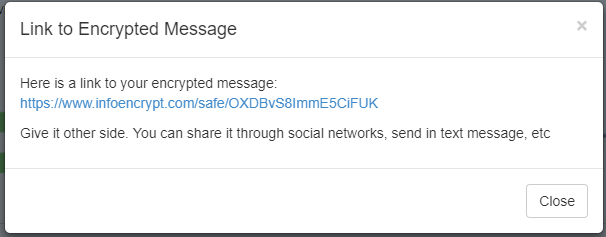 Link to Encrypted Message
×
Here is a link to your encrypted message:
https://www.infoencrypt.com/safe/OXDBvS8ImmE5CiFUK
Give it other side. You can share it through social networks, send in text message, etc
Close